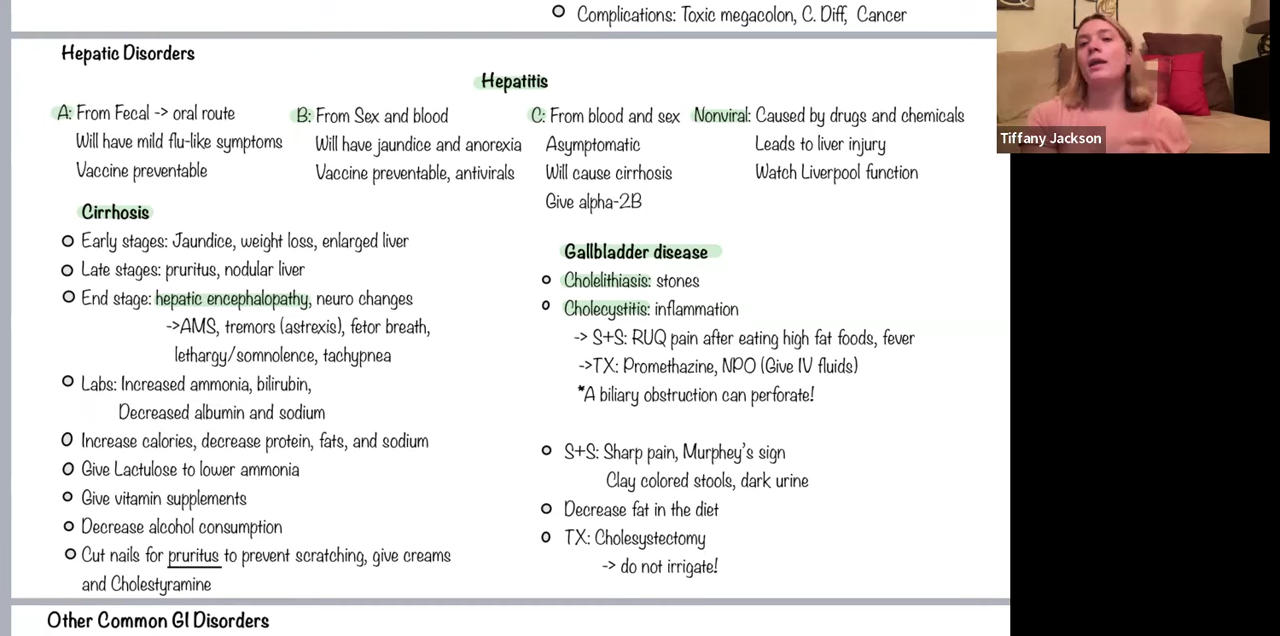 Complications: Toxic megacolon, C. Diff, Cancer
Hepatic Disorders
Hepatitis
A: From Fecal -> oral route
Will have mild flu-like symptoms
Vaccine preventable
B: From Sex and blood
Will have jaundice and anorexia
Vaccine preventable, antivirals
C: From blood and sex
Asymptomatic
Will cause cirrhosis
Give alpha-2B
Nonviral: Caused by drugs and chemicals
Leads to liver injury
Watch Liverpool function
Cirrhosis
Early stages: Jaundice, weight loss, enlarged liver
Late stages: pruritus, nodular liver
End stage: hepatic encephalopathy, neuro changes
->AMS, tremors (astrexis), fetor breath,
lethargy/somnolence, tachypnea
Labs: Increased ammonia, bilirubin,
Decreased albumin and sodium
Increase calories, decrease protein, fats, and sodium
Give Lactulose to lower ammonia
Give vitamin supplements
Decrease alcohol consumption
Cut nails for pruritus to prevent scratching, give creams
and Cholestyramine
Gallbladder disease
Cholelithiasis: stones
Cholecystitis: inflammation
-> S+S: RUQ pain after eating high fat foods, fever
->TX: Promethazine, NPO (Give IV fluids)
*A biliary obstruction can perforate!
S+S: Sharp pain, Murphey's sign
Clay colored stools, dark urine
Decrease fat in the diet
TX: Cholesystectomy
-> do not irrigate!
Other Common GI Disorders
Tiffany Jackson